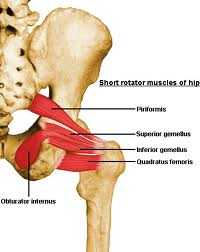 Short rotator muscles of hip
Piriformis
Superior gemellus
Inferior gemellus
Quadratus femoris
Obturator internus